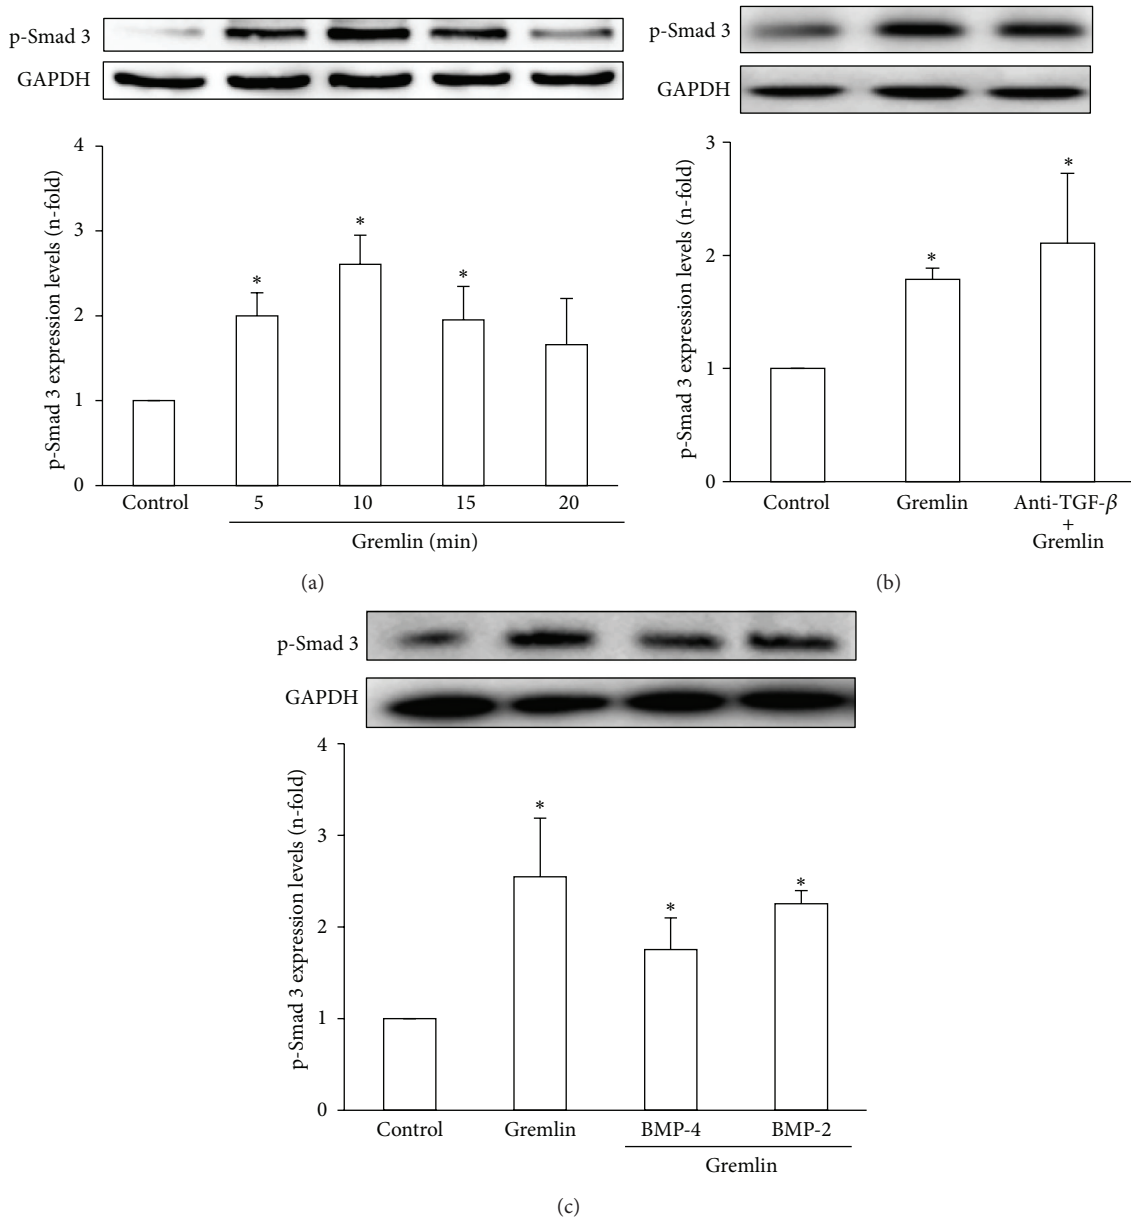 p-Smad 3
GAPDH
p-Smad 3 expression levels (n-fold)
4
3
2
1
0
*
*
*
Control
5
10
15
20
Gremlin (min)
(a)
p-Smad 3
GAPDH
p-Smad 3 expression levels (n-fold)
3
2
1
0
*
*
Control
Gremlin
Anti-TGF-β
+
Gremlin
(b)
p-Smad 3
GAPDH
p-Smad 3 expression levels (n-fold)
4
3
2
1
0
*
*
*
Control
Gremlin
BMP-4
BMP-2
Gremlin
(c)